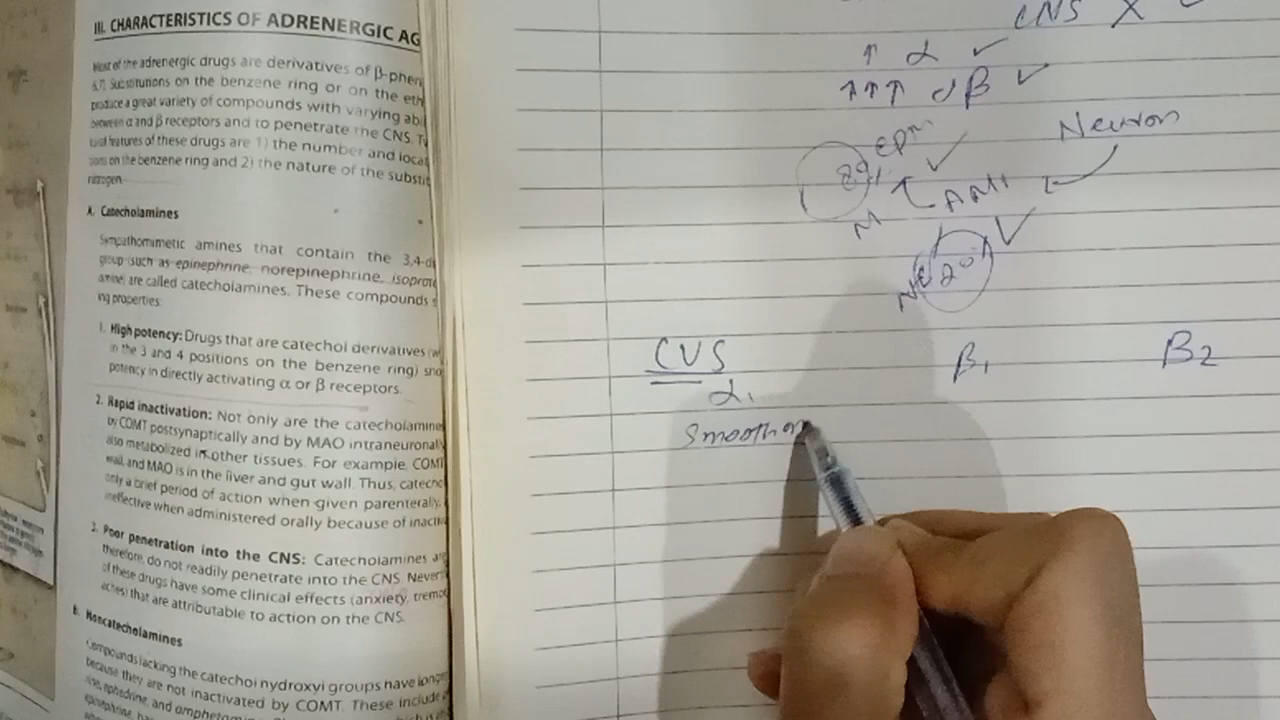 III. CHARACTERISTICS OF ADRENERGIC AG
Most of the adrenergic drugs are derivatives of β-phen
6.7). Substitutions on the benzene ring or on the eth
produce a great variety of compounds with varying abi
between α and β receptors and to penetrate the CNS. T
features of these drugs are 1) the number and loca
on the benzene ring and 2) the nature of the substit
nitrogen.
A. Catecholamines
Sympathomimetic amines that contain the 3,4-d
group (such as epinephrine, norepinephrine, isoprot
are called catecholamines. These compounds s
ing properties:
1. High potency: Drugs that are catechol derivatives (w
in the 3 and 4 positions on the benzene ring) sho
potency in directly activating α or β receptors.
2. Rapid inactivation: Not only are the catecholamine
by COMT postsynaptically and by MAO intraneuronal
also metabolized in other tissues. For example, COMT
wall, and MAO is in the liver and gut wall. Thus, catech
only a brief period of action when given parenterally
ineffective when administered orally because of inacti
3. Poor penetration into the CNS: Catecholamines a
therefore, do not readily penetrate into the CNS. Never
of these drugs have some clinical effects (anxiety, tremo
aches) that are attributable to action on the CNS.
B. Noncatecholamines
Compounds lacking the catechol hydroxyl groups have longe
because they are not inactivated by COMT. These include
ephedrine, and amphetam
CNS X
↑ α ✓
↑↑↑ β ✓
Neuron
80%
M
20%
CVS
α1
β1
β2
Smooth m